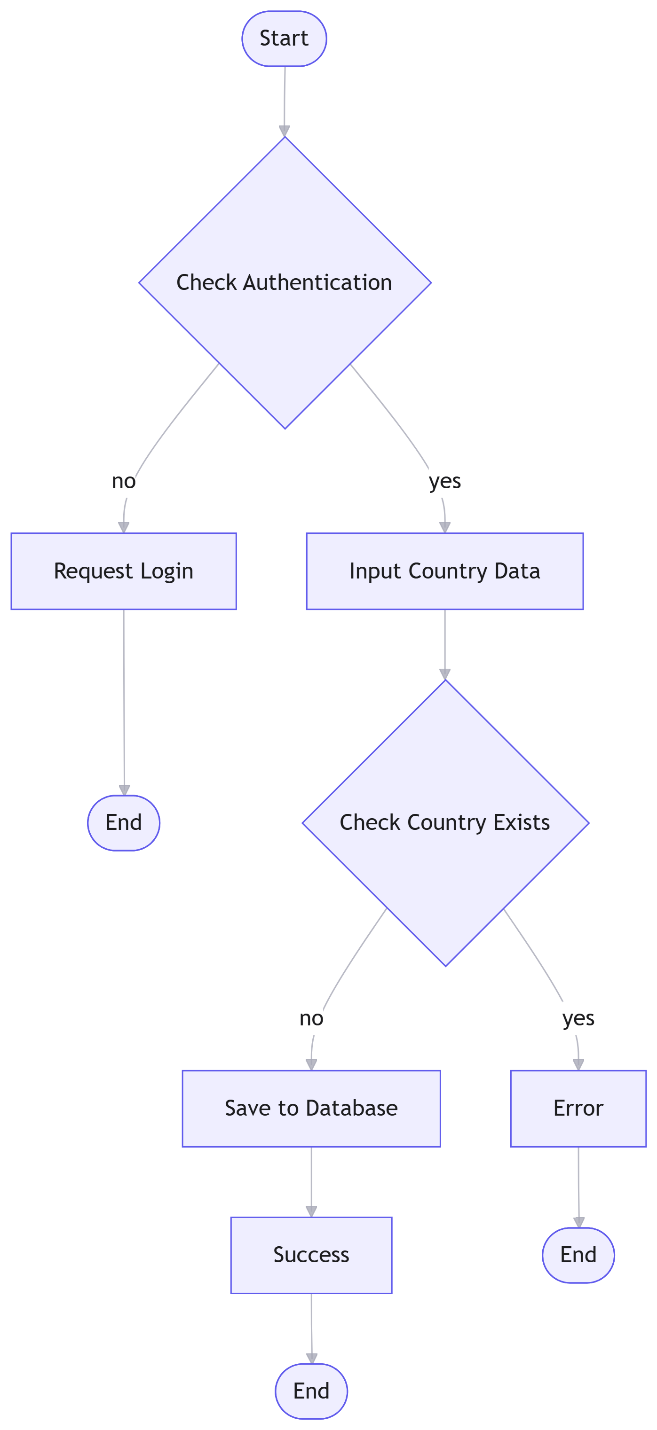 Start
Check Authentication
no
yes
Request Login
Input Country Data
End
Check Country Exists
no
yes
Save to Database
Error
Success
End
End